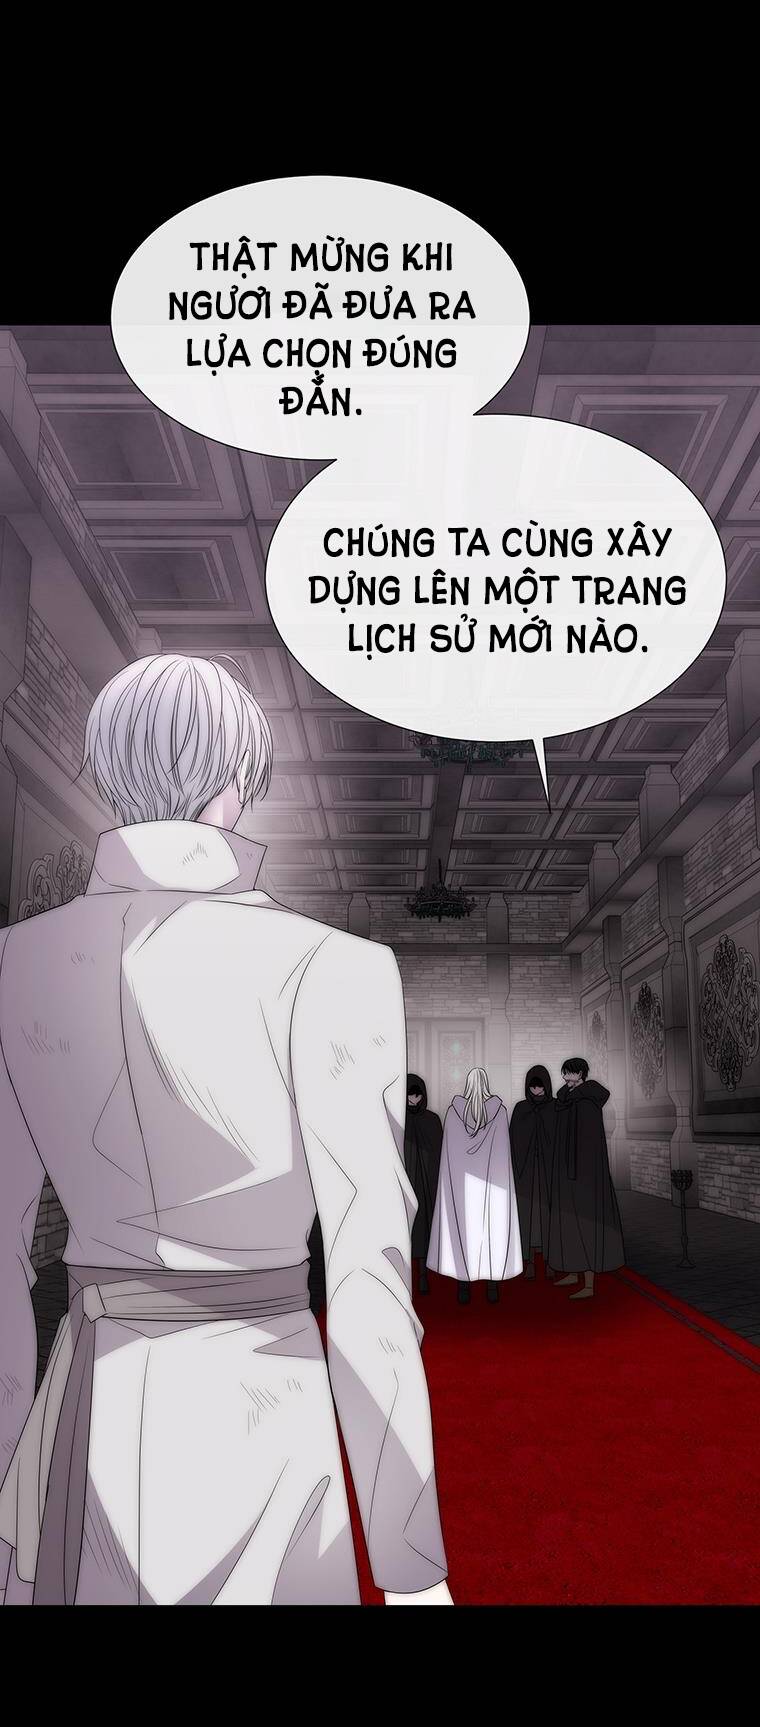 THẬT MỪNG KHI
NGƯƠI ĐÃ ĐƯA RA
LỰA CHỌN ĐÚNG
ĐẮN.
CHÚNG TA CÙNG XÂY
DỰNG LÊN MỘT TRANG
LỊCH SỬ MỚI NÀO.